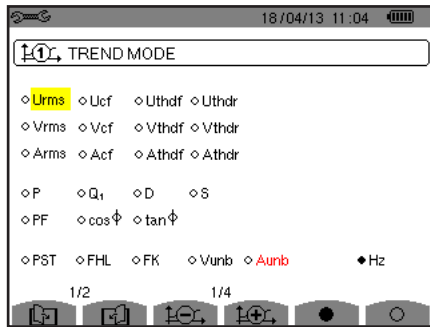 18/04/13 11:04
1 TREND MODE
Urms Ucf Uthdf Uthdr
Vrms Vcf Vthdf Vthdr
Arms Acf Athdf Athdr
P Q₁ D S
PF cosΦ tanΦ
PST FHL FK Vunb Aunb Hz
1/2 1/4